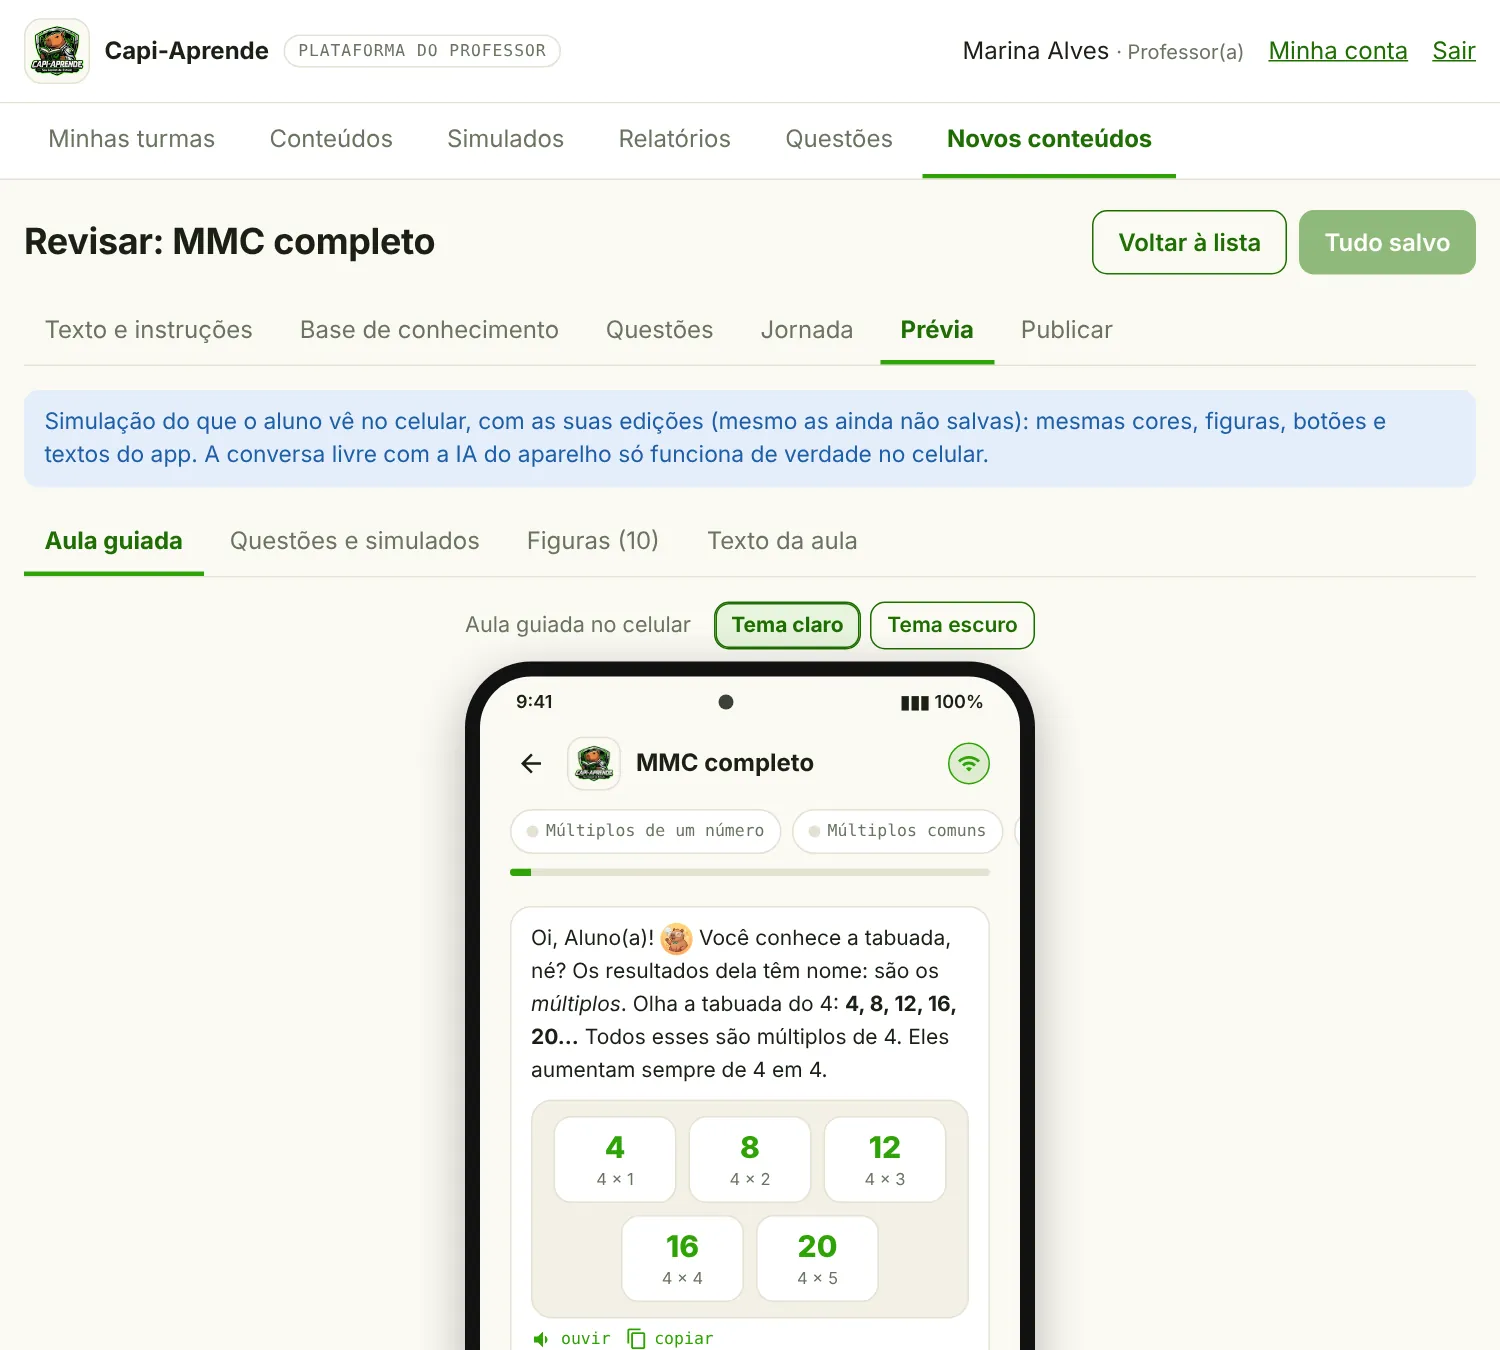 CAPI-APRENDE
Capi-Aprende
PLATAFORMA DO PROFESSOR
Marina Alves · Professor(a)
Minha conta
Sair
Minhas turmas
Conteúdos
Simulados
Relatórios
Questões
Novos conteúdos
Revisar: MMC completo
Voltar à lista
Tudo salvo
Texto e instruções
Base de conhecimento
Questões
Jornada
Prévia
Publicar
Simulação do que o aluno vê no celular, com as suas edições (mesmo as ainda não salvas): mesmas cores, figuras, botões e
textos do app. A conversa livre com a IA do aparelho só funciona de verdade no celular.
Aula guiada
Questões e simulados
Figuras (10)
Texto da aula
Aula guiada no celular
Tema claro
Tema escuro
9:41
100%
CAPI-APRENDE
MMC completo
Múltiplos de um número
Múltiplos comuns
Oi, Aluno(a)! Você conhece a tabuada,
né? Os resultados dela têm nome: são os
múltiplos. Olha a tabuada do 4: 4, 8, 12, 16,
20... Todos esses são múltiplos de 4. Eles
aumentam sempre de 4 em 4.
4
4 × 1
8
4 × 2
12
4 × 3
16
4 × 4
20
4 × 5
ouvir
copiar